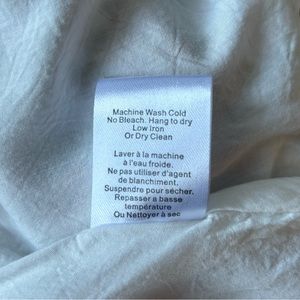 Machine Wash Cold
No Bleach. Hang to dry
Low Iron
Or Dry Clean
Laver à la machine
à l'eau froide.
Ne pas utiliser d'agent
de blanchiment.
Suspendre pour sécher.
Repasser a basse
température
Ou Nettoyer à sec